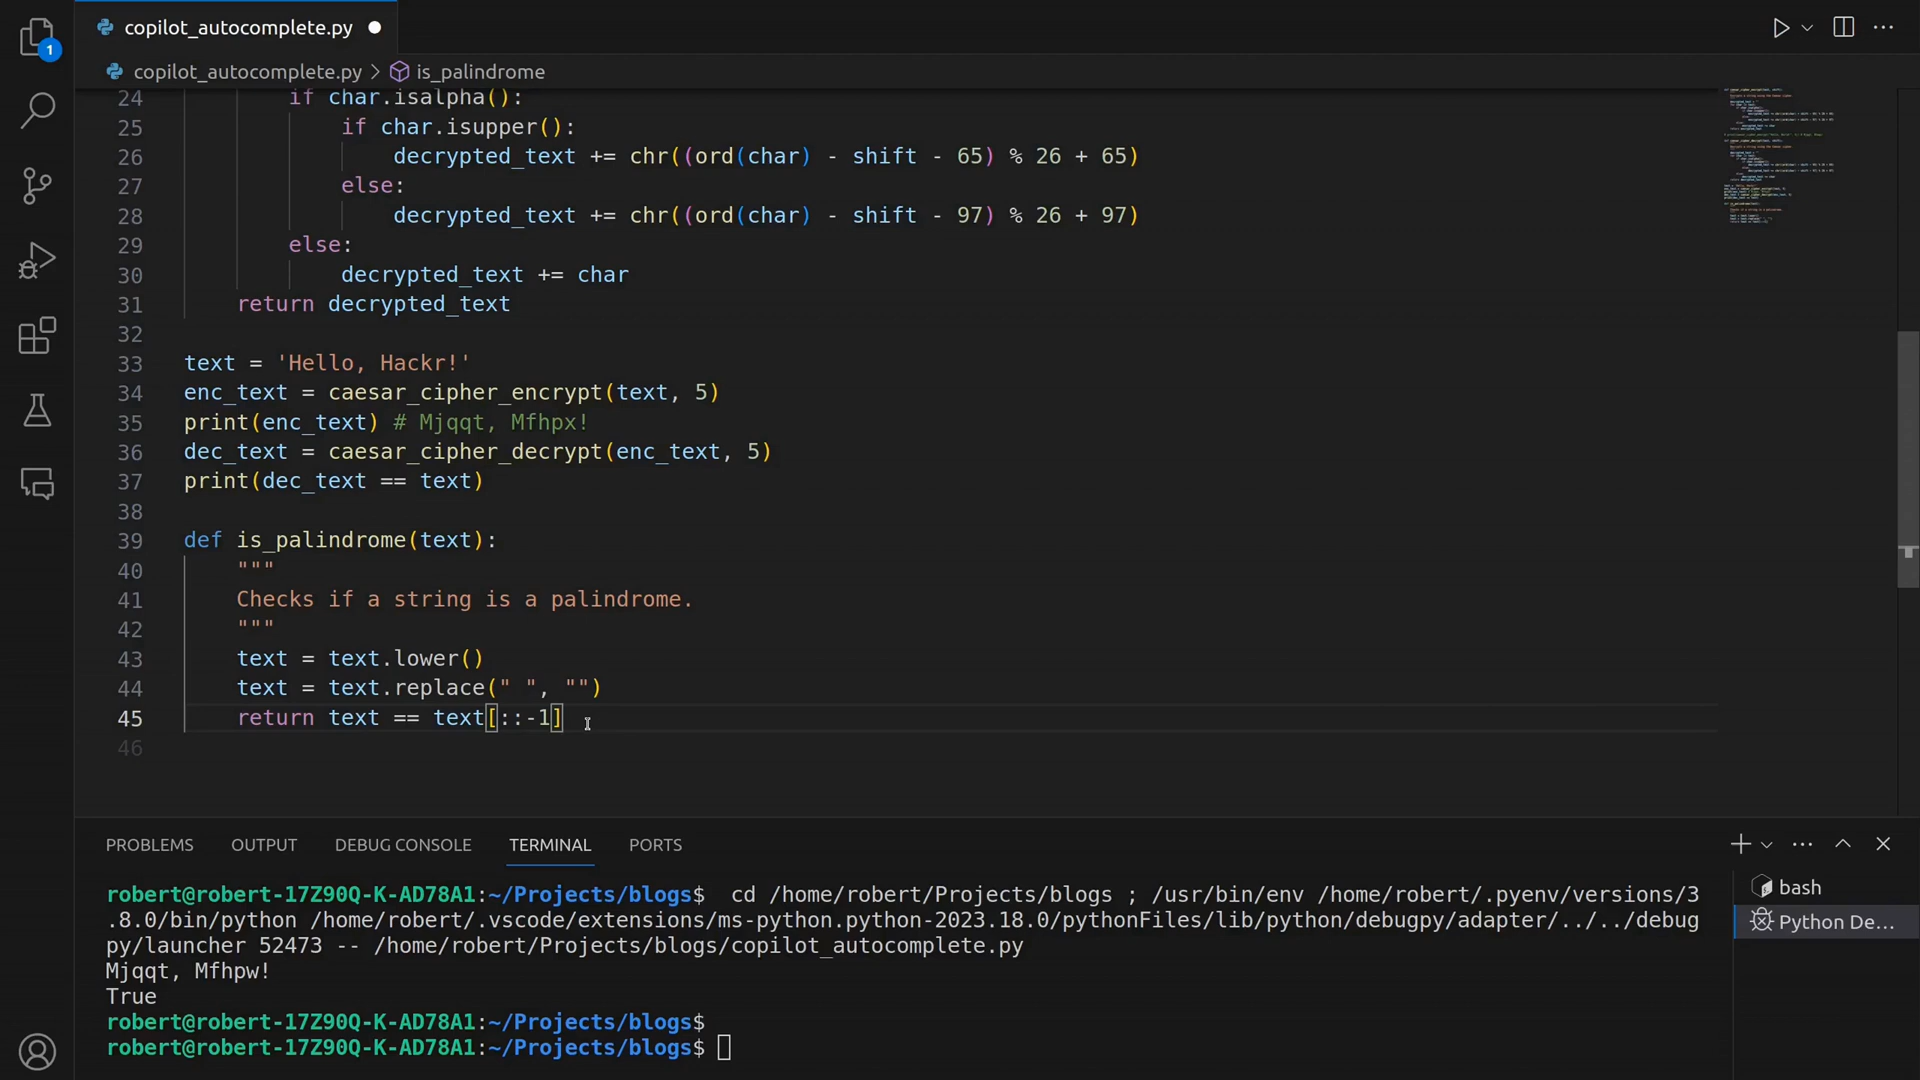 copilot_autocomplete.py
copilot_autocomplete.py > is_palindrome
1
24 if char.isalpha():
25 if char.isupper():
26 decrypted_text += chr((ord(char) - shift - 65) % 26 + 65)
27 else:
28 decrypted_text += chr((ord(char) - shift - 97) % 26 + 97)
29 else:
30 decrypted_text += char
31 return decrypted_text
32
33 text = 'Hello, Hackr!'
34 enc_text = caesar_cipher_encrypt(text, 5)
35 print(enc_text) # Mjqqt, Mfhpx!
36 dec_text = caesar_cipher_decrypt(enc_text, 5)
37 print(dec_text == text)
38
39 def is_palindrome(text):
40 """
41 Checks if a string is a palindrome.
42 """
43 text = text.lower()
44 text = text.replace(" ", "")
45 return text == text[::-1]
46
PROBLEMS OUTPUT DEBUG CONSOLE TERMINAL PORTS
robert@robert-17Z90Q-K-AD78A1:~/Projects/blogs$ cd /home/robert/Projects/blogs ; /usr/bin/env /home/robert/.pyenv/versions/3
.8.0/bin/python /home/robert/.vscode/extensions/ms-python.python-2023.18.0/pythonFiles/lib/python/debugpy/adapter/../../debug
py/launcher 52473 -- /home/robert/Projects/blogs/copilot_autocomplete.py
Mjqqt, Mfhpw!
True
robert@robert-17Z90Q-K-AD78A1:~/Projects/blogs$
robert@robert-17Z90Q-K-AD78A1:~/Projects/blogs$
bash
Python De...